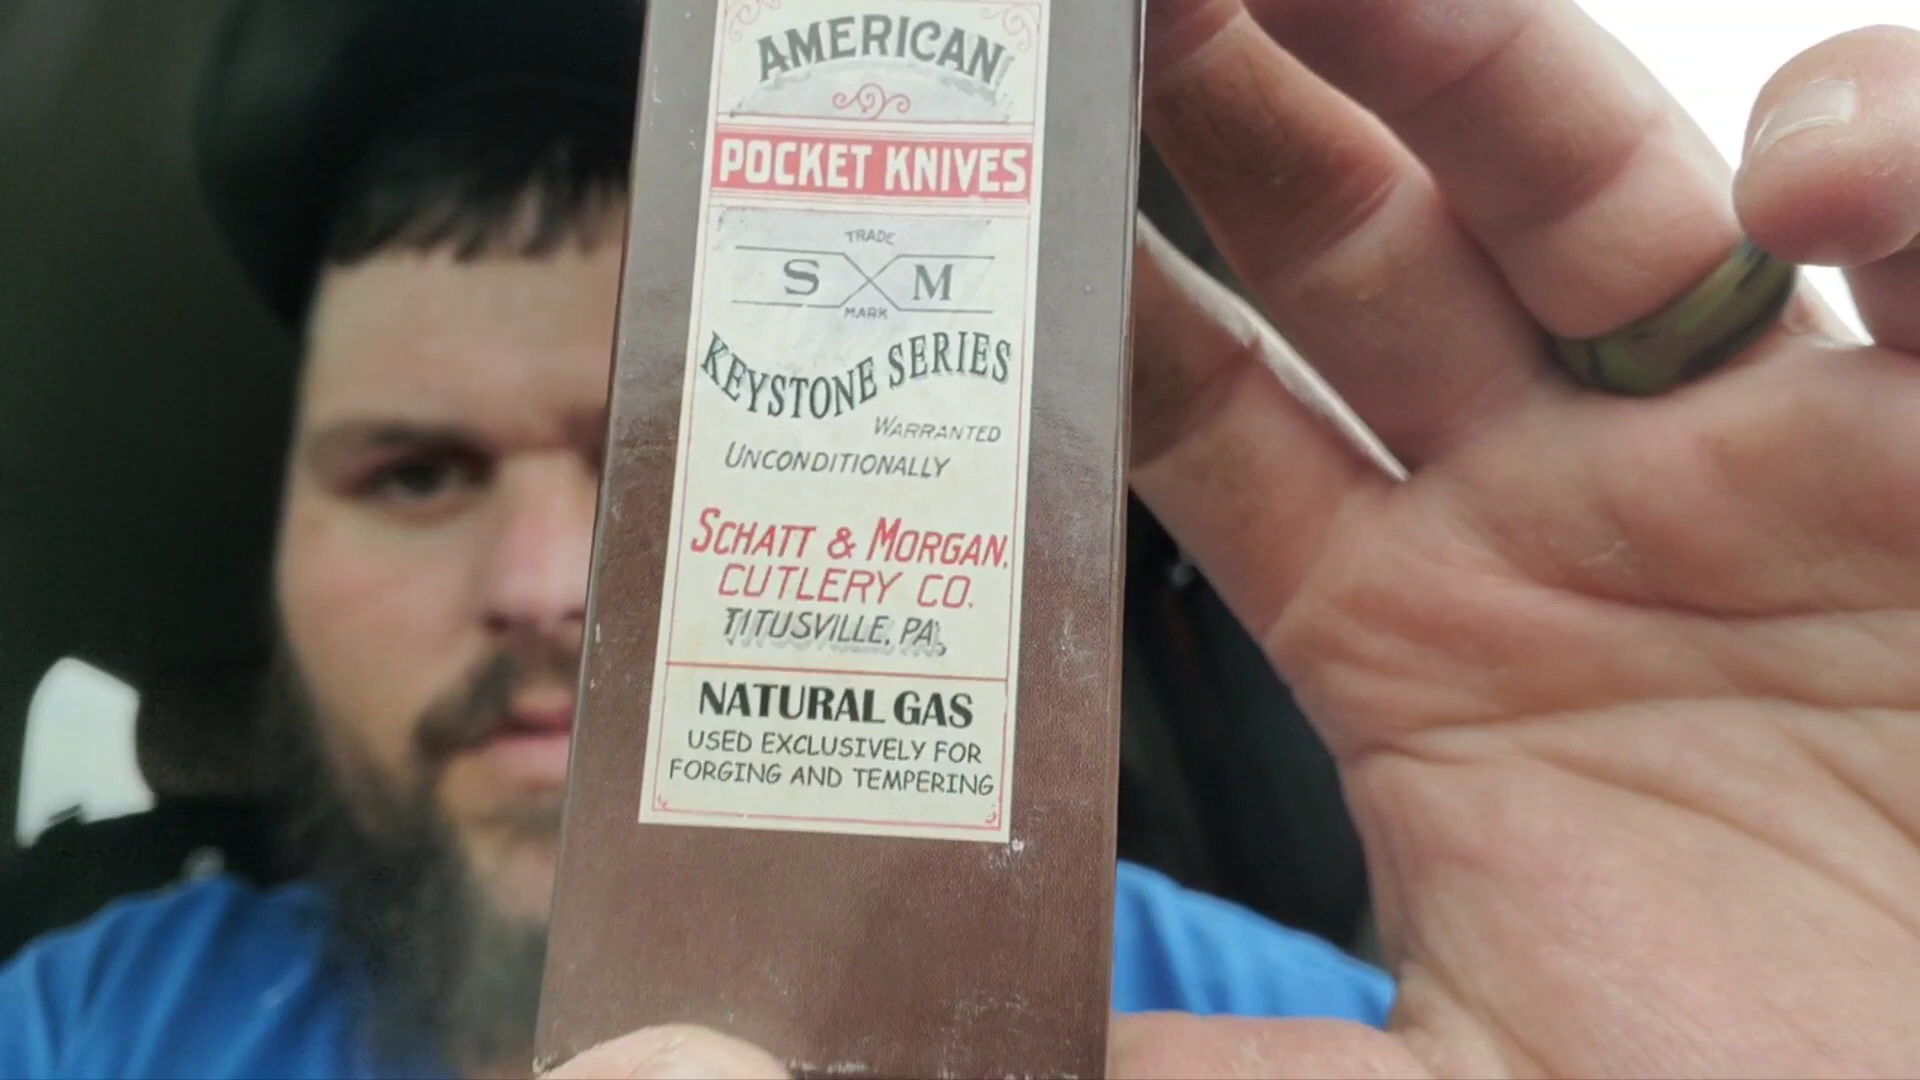 AMERICAN
POCKET KNIVES
TRADE
S M
MARK
KEYSTONE SERIES
WARRANTED
UNCONDITIONALLY
SCHATT & MORGAN,
CUTLERY CO.
TITUSVILLE, PA.
NATURAL GAS
USED EXCLUSIVELY FOR
FORGING AND TEMPERING